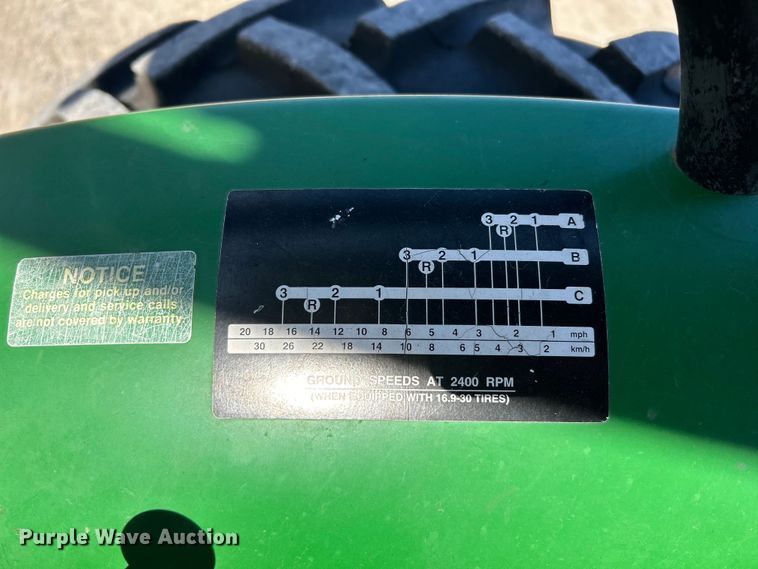 3 2 1 A
R
3 2 1 B
R
NOTICE
Charges for pick up and/or
delivery and service calls
are not covered by warranty.
3 2 1 C
R
20 18 16 14 12 10 8 6 5 4 3 2 1 mph
30 26 22 18 14 10 8 6 5 4 3 2 km/h
GROUND SPEEDS AT 2400 RPM
(WHEN EQUIPPED WITH 16.9-30 TIRES)
Purple Wave Auction